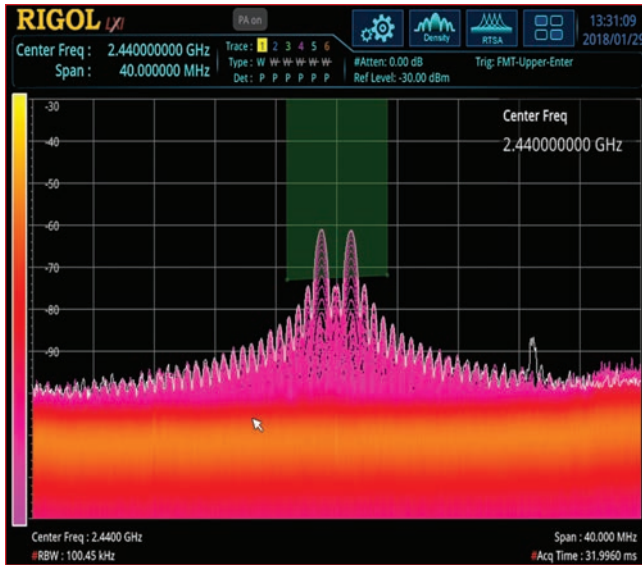 RIGOL LXI
PA on
Density
RTSA
13:31:09
2018/01/29
Center Freq : 2.440000000 GHz
Span : 40.000000 MHz
Trace : 1 2 3 4 5 6
Type : W W W W W W
Det : P P P P P P
#Atten: 0.00 dB
Ref Level: -30.00 dBm
Trig: FMT-Upper-Enter
-30
-40
-50
-60
-70
-80
-90
Center Freq
2.440000000 GHz
Center Freq : 2.4400 GHz
#RBW : 100.45 kHz
Span : 40.000 MHz
#Acq Time : 31.9960 ms